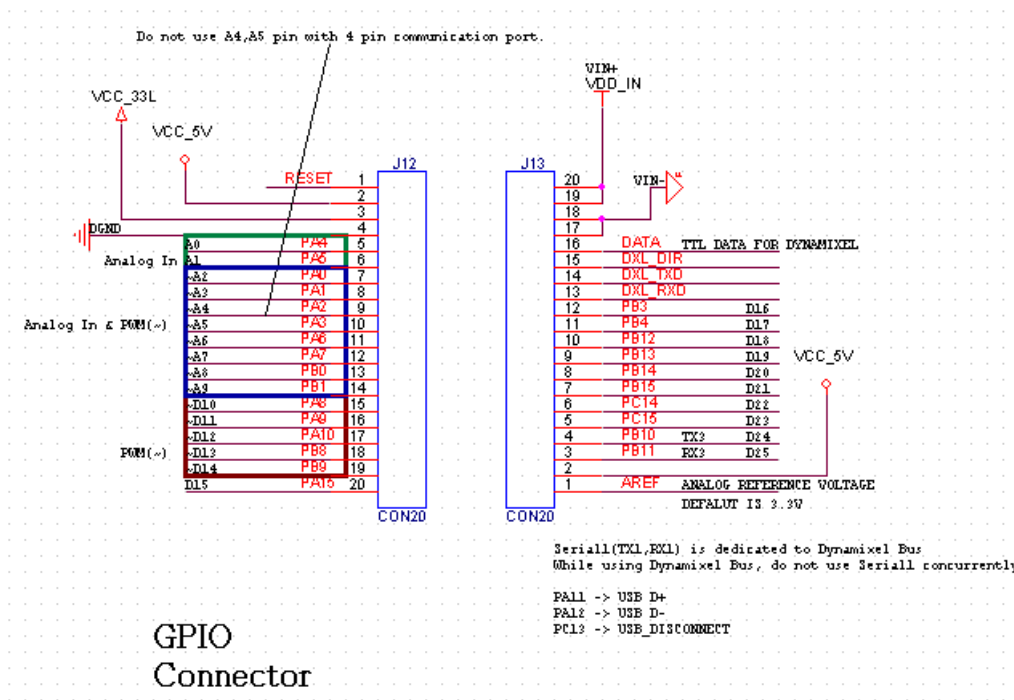 Do not use A4,A5 pin with 4 pin communication port.
VIN+
VDD_IN
VCC_33L
VCC_5V
J12
J13
RESET 1
2
3
4
DGND
A0 PA4 5
Analog In A1 PA5 6
~A2 PA0 7
~A3 PA1 8
~A4 PA2 9
Analog In & PWM(~) ~A5 PA3 10
~A6 PA6 11
~A7 PA7 12
~A8 PB0 13
~A9 PB1 14
~D10 PA8 15
~D11 PA9 16
~D12 PA10 17
PWM(~) ~D13 PB8 18
~D14 PB9 19
D15 PA15 20
CON20
20 VIN-
19
18
17
16 DATA TTL DATA FOR DYNAMIXEL
15 DXL_DIR
14 DXL_TXD
13 DXL_RXD
12 PB3 D16
11 PB4 D17
10 PB12 D18
9 PB13 D19 VCC_5V
8 PB14 D20
7 PB15 D21
6 PC14 D22
5 PC15 D23
4 PB10 TX3 D24
3 PB11 RX3 D25
2
1 AREF ANALOG REFERENCE VOLTAGE
DEFALUT IS 3.3V
CON20
Serial1(TX1,RX1) is dedicated to Dynamixel Bus
While using Dynamixel Bus, do not use Serial1 concurrently
PA11 -> USB D+
PA12 -> USB D-
PC13 -> USB_DISCONNECT
GPIO
Connector